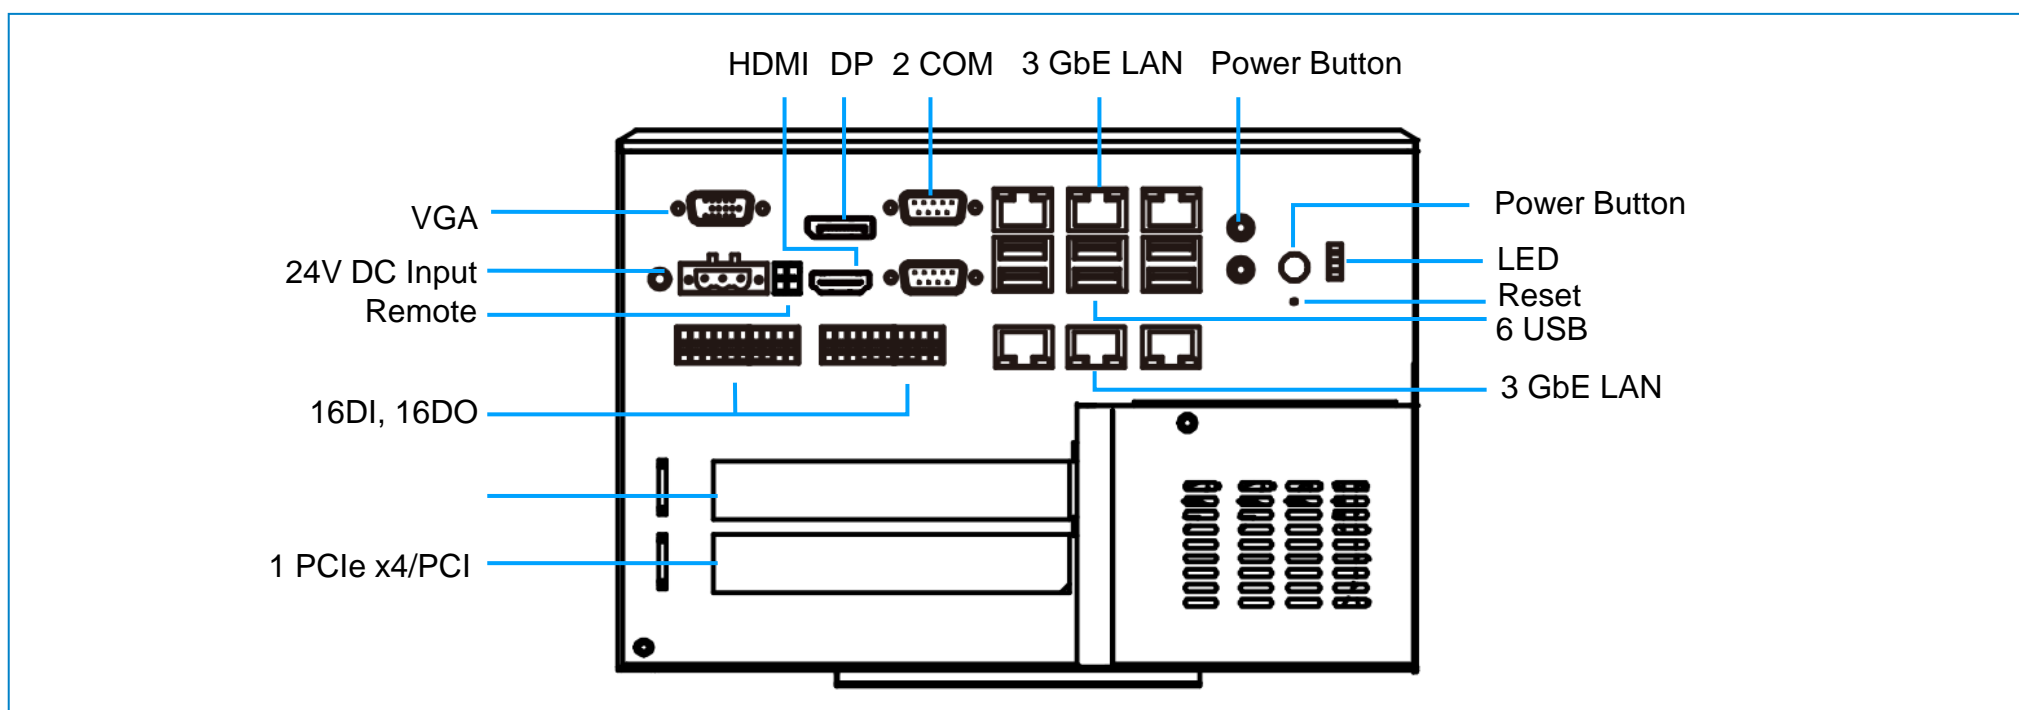 HDMI DP 2 COM 3 GbE LAN Power Button
VGA
24V DC Input
Remote
16DI, 16DO
1 PCIe x4/PCI
Power Button
LED
Reset
6 USB
3 GbE LAN